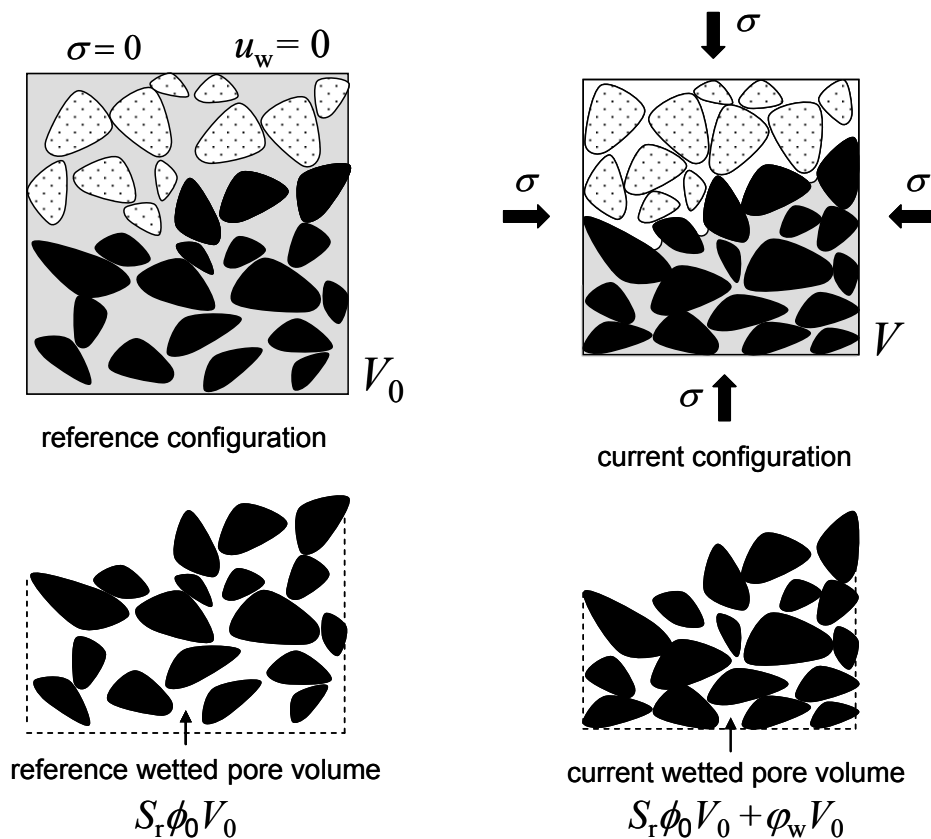 σ = 0 u_w = 0
V_0
reference configuration
σ
σ
σ
V
σ
current configuration
reference wetted pore volume
S_r ϕ_0 V_0
current wetted pore volume
S_r ϕ_0 V_0 + φ_w V_0